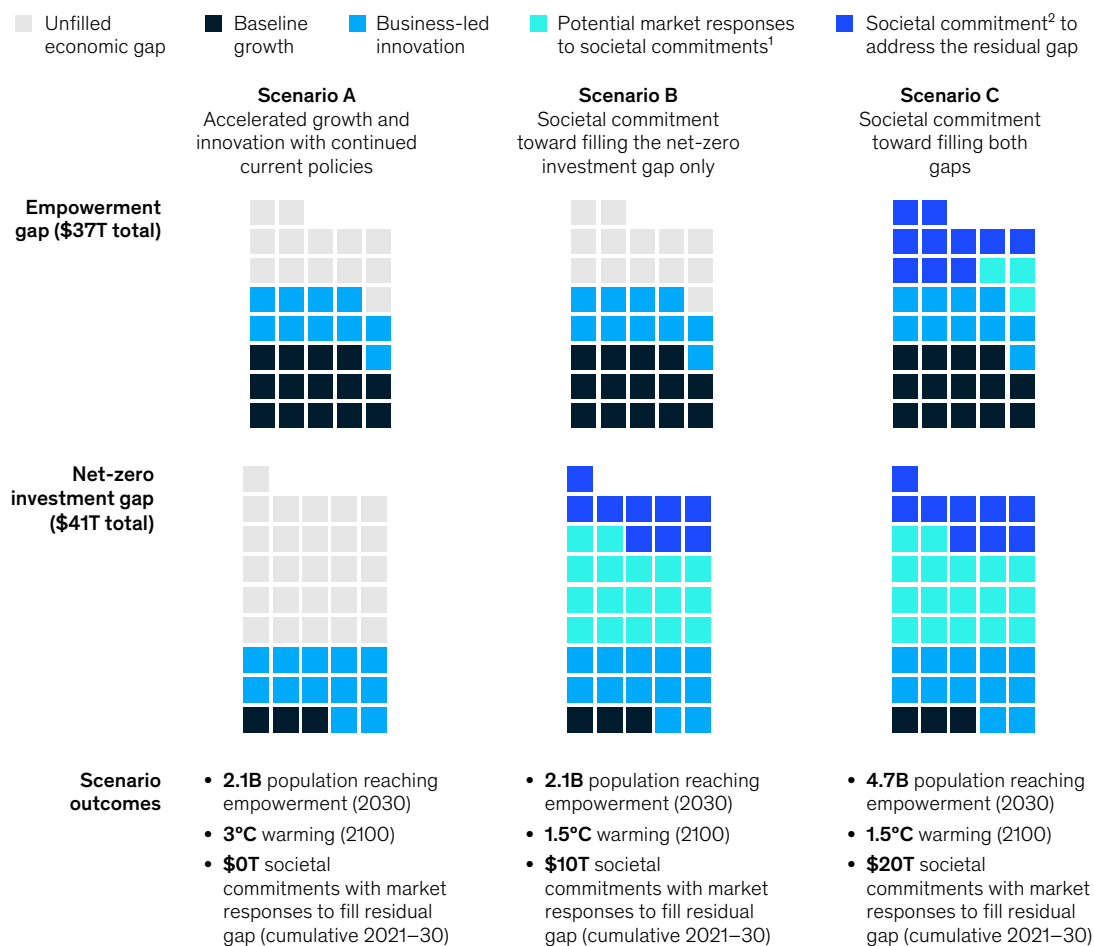 Unfilled
economic gap
Baseline
growth
Business-led
innovation
Potential market responses
to societal commitments¹
Societal commitment² to
address the residual gap
Scenario A
Accelerated growth and
innovation with continued
current policies
Scenario B
Societal commitment
toward filling the net-zero
investment gap only
Scenario C
Societal commitment
toward filling both
gaps
Empowerment
gap ($37T total)
Net-zero
investment gap
($41T total)
Scenario
outcomes
• 2.1B population reaching
empowerment (2030)
• 3°C warming (2100)
• $0T societal
commitments with market
responses to fill residual
gap (cumulative 2021–30)
• 2.1B population reaching
empowerment (2030)
• 1.5°C warming (2100)
• $10T societal
commitments with market
responses to fill residual
gap (cumulative 2021–30)
• 4.7B population reaching
empowerment (2030)
• 1.5°C warming (2100)
• $20T societal
commitments with market
responses to fill residual
gap (cumulative 2021–30)